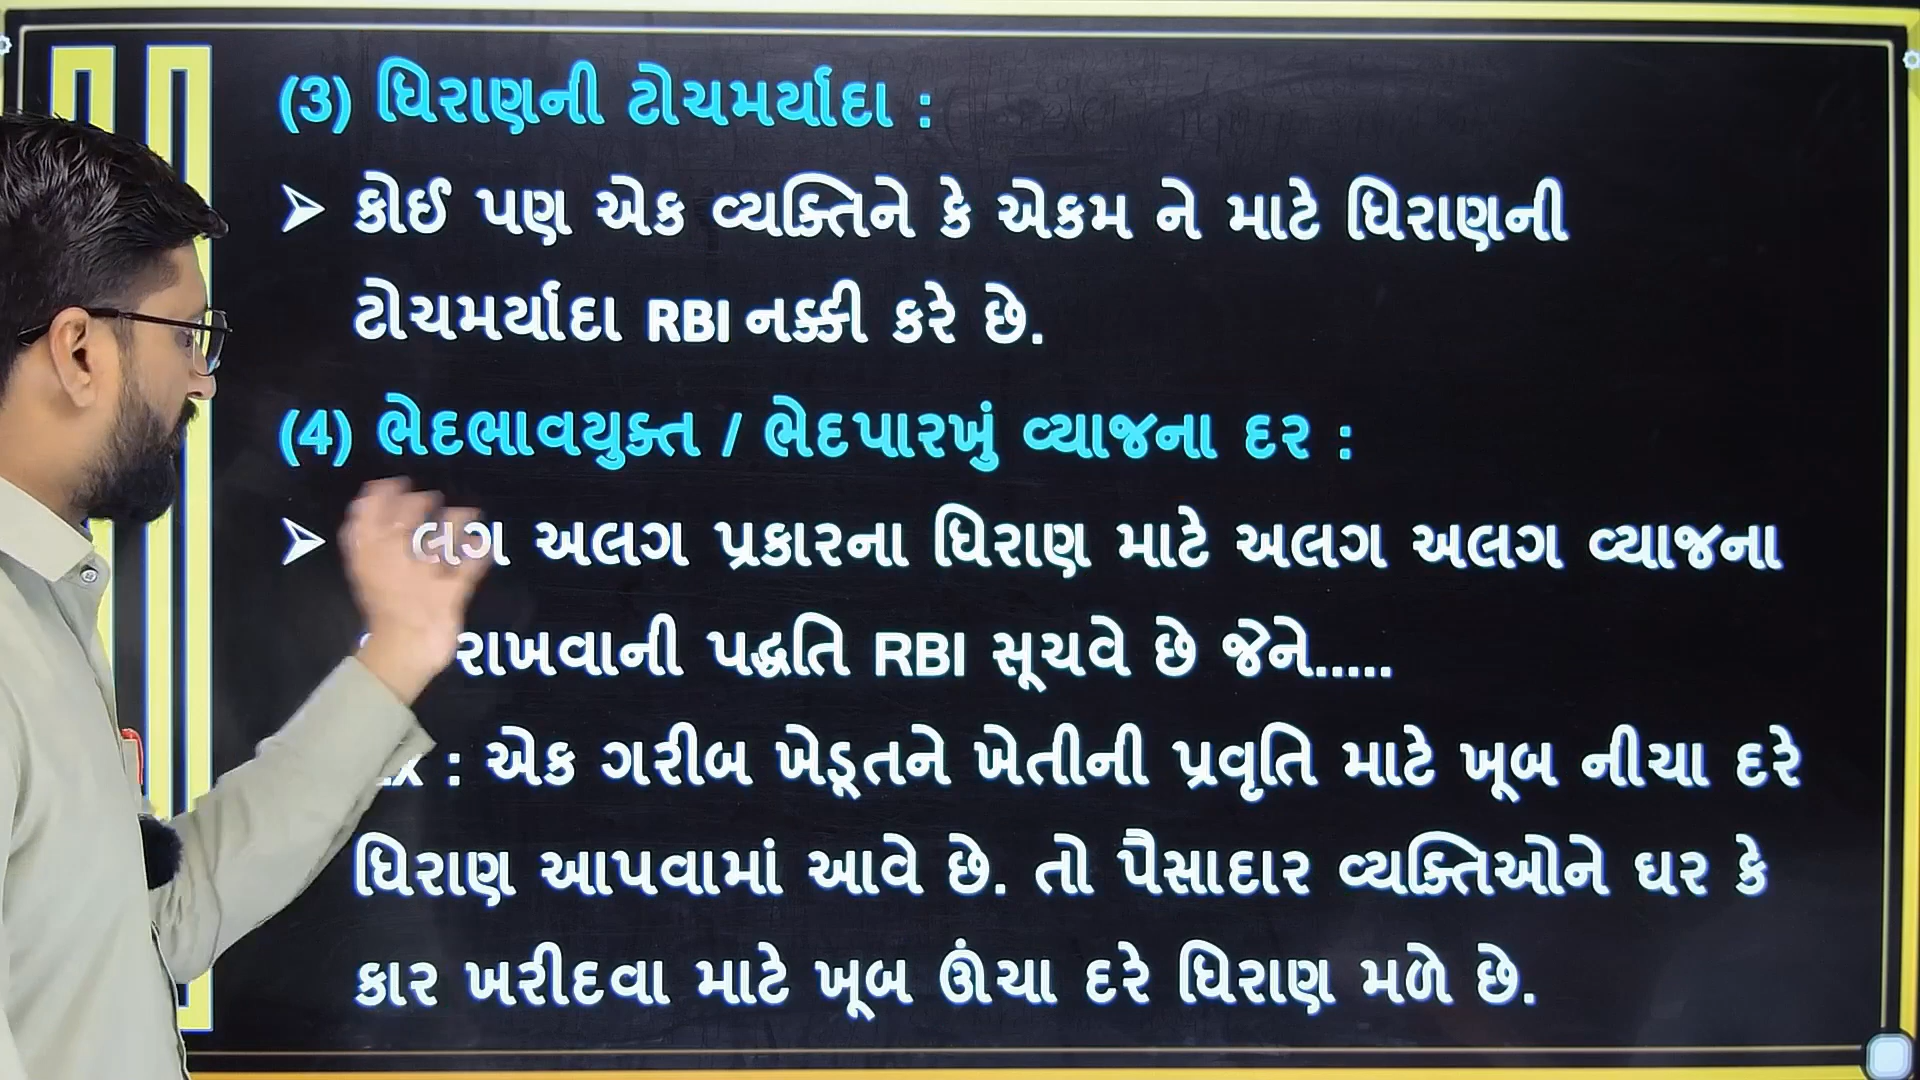 (3) ધિરાણની ટોચમર્યાદા :
➢ કોઈ પણ એક વ્યક્તિને કે એકમ ને માટે ધિરાણની
ટોચમર્યાદા RBI નક્કી કરે છે.
(4) ભેદભાવયુક્ત / ભેદપારખું વ્યાજના દર :
➢ અલગ પ્રકારના ધિરાણ માટે અલગ અલગ વ્યાજના
રાખવાની પદ્ધતિ RBI સૂચવે છે જેને.....
: એક ગરીબ ખેડૂતને ખેતીની પ્રવૃતિ માટે ખૂબ નીચા દરે
ધિરાણ આપવામાં આવે છે. તો પૈસાદાર વ્યક્તિઓને ઘર કે
કાર ખરીદવા માટે ખૂબ ઊંચા દરે ધિરાણ મળે છે.